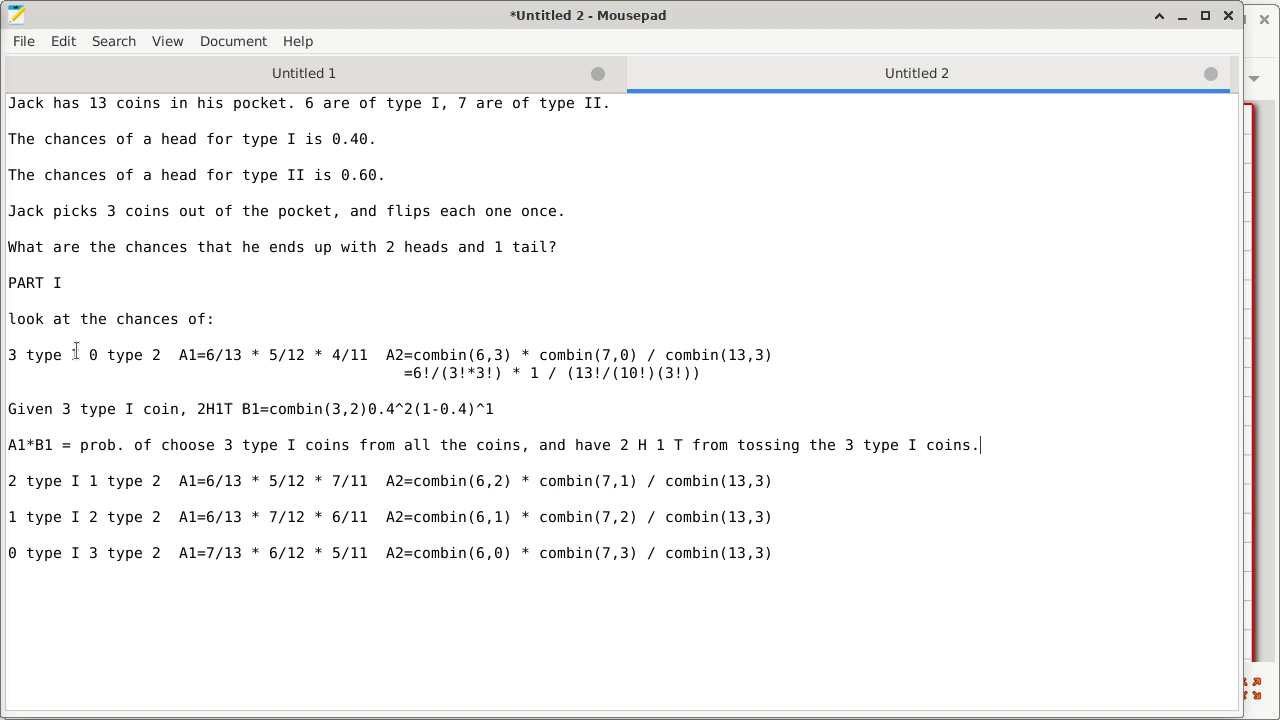 *Untitled 2 - Mousepad
File Edit Search View Document Help
Untitled 1 Untitled 2
Jack has 13 coins in his pocket. 6 are of type I, 7 are of type II.
The chances of a head for type I is 0.40.
The chances of a head for type II is 0.60.
Jack picks 3 coins out of the pocket, and flips each one once.
What are the chances that he ends up with 2 heads and 1 tail?
PART I
look at the chances of:
3 type I 0 type 2  A1=6/13 * 5/12 * 4/11  A2=combin(6,3) * combin(7,0) / combin(13,3)
=6!/(3!*3!) * 1 / (13!/(10!)(3!))
Given 3 type I coin, 2H1T B1=combin(3,2)0.4^2(1-0.4)^1
A1*B1 = prob. of choose 3 type I coins from all the coins, and have 2 H 1 T from tossing the 3 type I coins.
2 type I 1 type 2  A1=6/13 * 5/12 * 7/11  A2=combin(6,2) * combin(7,1) / combin(13,3)
1 type I 2 type 2  A1=6/13 * 7/12 * 6/11  A2=combin(6,1) * combin(7,2) / combin(13,3)
0 type I 3 type 2  A1=7/13 * 6/12 * 5/11  A2=combin(6,0) * combin(7,3) / combin(13,3)